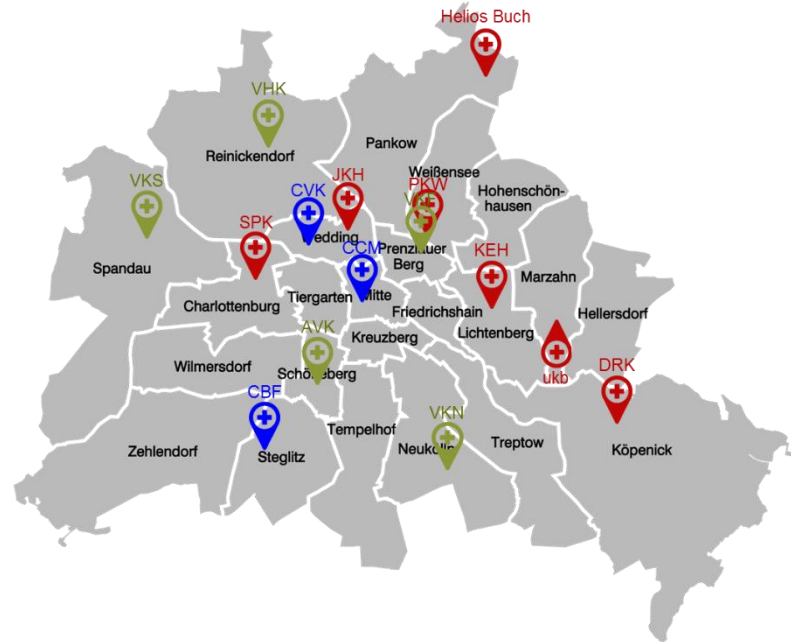 Helios Buch
VHK
Pankow
Reinickendorf
Weißensee
VKS
CVK
JKH
PKW
Hohenschön-
hausen
SPK
Wedding
CCM
Prenzlauer
Berg
KEH
Spandau
Marzahn
Charlottenburg
Tiergarten
Mitte
Friedrichshain
Hellersdorf
Lichtenberg
AVK
Kreuzberg
Wilmersdorf
Schöneberg
ukb
DRK
CBF
VKN
Tempelhof
Zehlendorf
Steglitz
Neukölln
Treptow
Köpenick